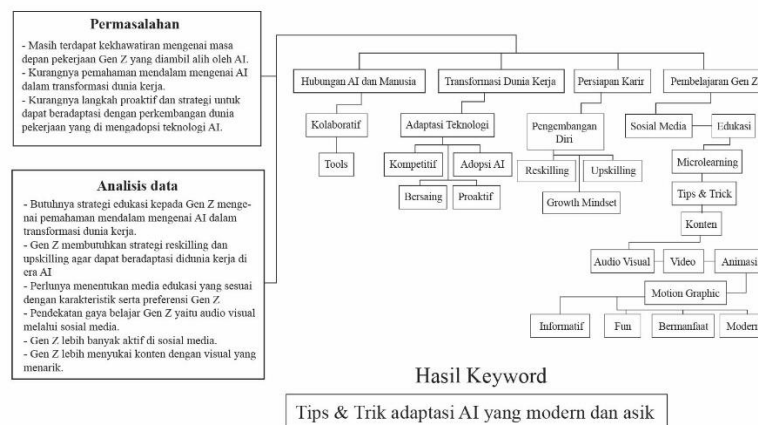 Permasalahan
- Masih terdapat kekhawatiran mengenai masa
depan pekerjaan Gen Z yang diambil alih oleh AI.
- Kurangnya pemahaman mendalam mengenai AI
dalam transformasi dunia kerja.
- Kurangnya langkah proaktif dan strategi untuk
dapat beradaptasi dengan perkembangan dunia
pekerjaan yang di mengadopsi teknologi AI.
Analisis data
- Butuhnya strategi edukasi kepada Gen Z menge-
nai pemahaman mendalam mengenai AI dalam
transformasi dunia kerja.
- Gen Z membutuhkan strategi reskilling dan
upskilling agar dapat beradaptasi didunia kerja di
era AI
- Perlunya menentukan media edukasi yang sesuai
dengan karakteristik serta preferensi Gen Z
- Pendekatan gaya belajar Gen Z yaitu audio visual
melalui sosial media.
- Gen Z lebih banyak aktif di sosial media.
- Gen Z lebih menyukai konten dengan visual yang
menarik.
Hubungan AI dan Manusia
Transformasi Dunia Kerja
Persiapan Karir
Pembelajaran Gen Z
Kolaboratif
Adaptasi Teknologi
Pengembangan
Diri
Sosial Media
Edukasi
Tools
Kompetitif
Adopsi AI
Reskilling
Upskilling
Microlearning
Bersaing
Proaktif
Growth Mindset
Tips & Trick
Konten
Audio Visual
Video
Animasi
Motion Graphic
Informatif
Fun
Bermanfaat
Modern
Hasil Keyword
Tips & Trik adaptasi AI yang modern dan asik